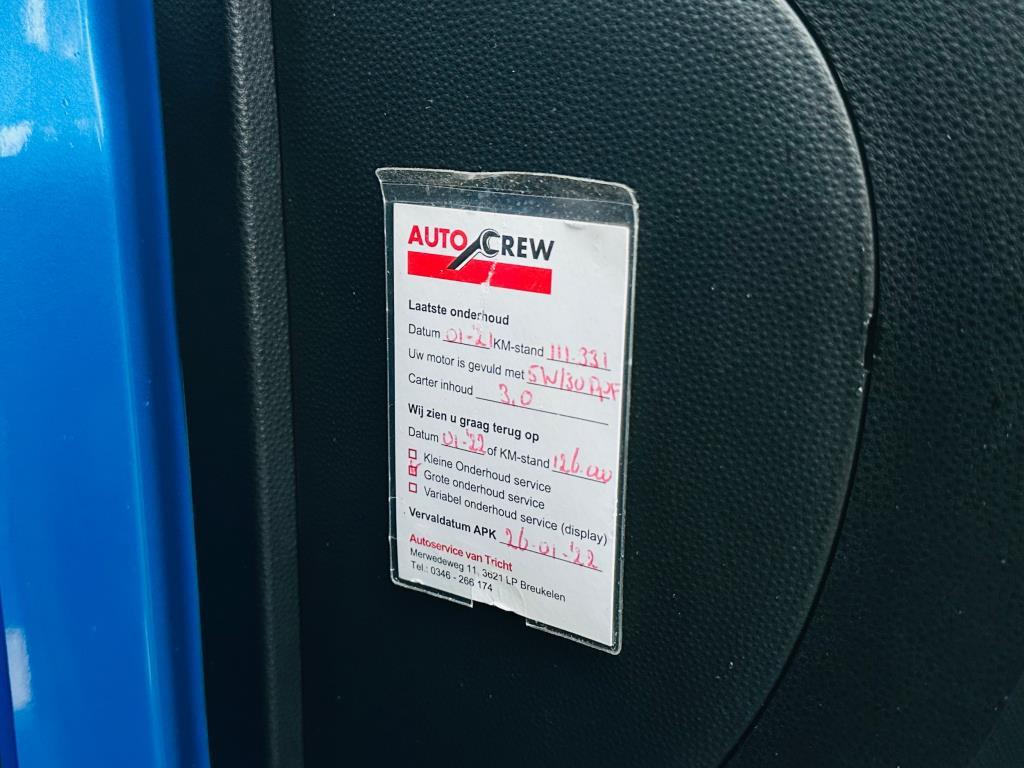 AUTO CREW
Laatste onderhoud
Datum 01-'21 KM-stand 111.331
Uw motor is gevuld met 5W/30 DPF
Carter inhoud 3,0
Wij zien u graag terug op
Datum 01-'22 of KM-stand 126.000
Kleine Onderhoud service
Grote onderhoud service
Variabel onderhoud service (display)
Vervaldatum APK 26-01-'22
Autoservice van Tricht
Merwedeweg 11, 3621 LP Breukelen
Tel.: 0346 - 266 174